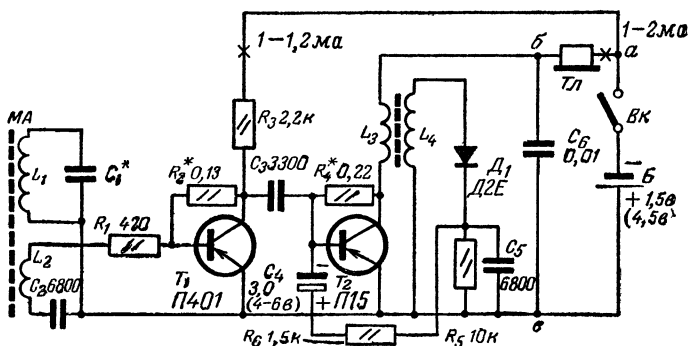 1–1,2ма
1–2ма
б
а
Тл
МА
R₃ 2,2к
L₃
L₄
Вк
L₁
C₁*
R₂* 0,13
C₃ 3300
R₄* 0,22
Д₁
Д2Е
C₆
0,01
– Б
+ 1,5в
(4,5в)
R₁ 420
L₂
C₂ 6800
T₁
П401
C₄
3,0
(4-6в)
–
+
T₂
П15
C₅
6800
R₆ 1,5к
R₅ 10к
в